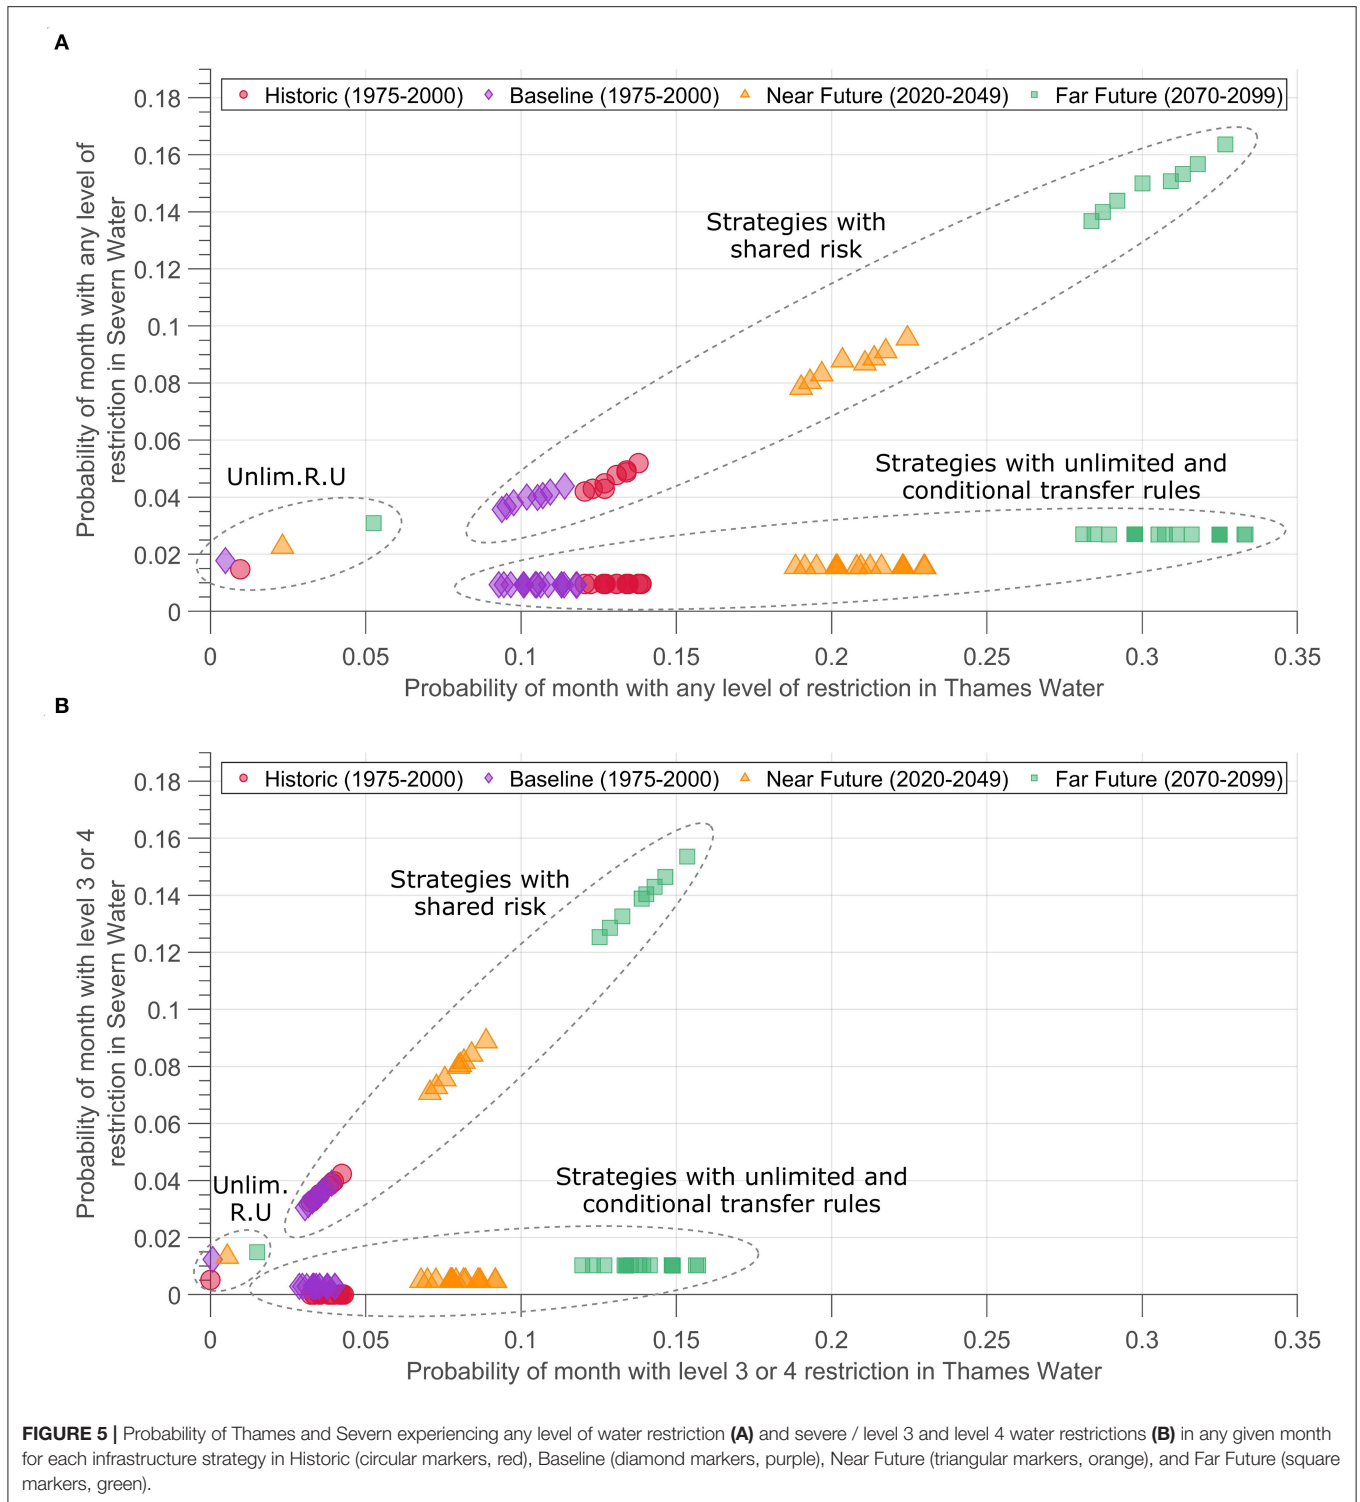 A
Historic (1975-2000) Baseline (1975-2000) Near Future (2020-2049) Far Future (2070-2099)
0.18
0.16
0.14
0.12
0.1
0.08
0.06
0.04
0.02
0
Probability of month with any level of
restriction in Severn Water
Strategies with
shared risk
Unlim.R.U
Strategies with unlimited and
conditional transfer rules
0 0.05 0.1 0.15 0.2 0.25 0.3 0.35
Probability of month with any level of restriction in Thames Water
B
Historic (1975-2000) Baseline (1975-2000) Near Future (2020-2049) Far Future (2070-2099)
0.18
0.16
0.14
0.12
0.1
0.08
0.06
0.04
0.02
0
Probability of month with level 3 or 4
restriction in Severn Water
Strategies with
shared risk
Unlim.
R.U
Strategies with unlimited and
conditional transfer rules
0 0.05 0.1 0.15 0.2 0.25 0.3 0.35
Probability of month with level 3 or 4 restriction in Thames Water
FIGURE 5 | Probability of Thames and Severn experiencing any level of water restriction (A) and severe / level 3 and level 4 water restrictions (B) in any given month
for each infrastructure strategy in Historic (circular markers, red), Baseline (diamond markers, purple), Near Future (triangular markers, orange), and Far Future (square
markers, green).